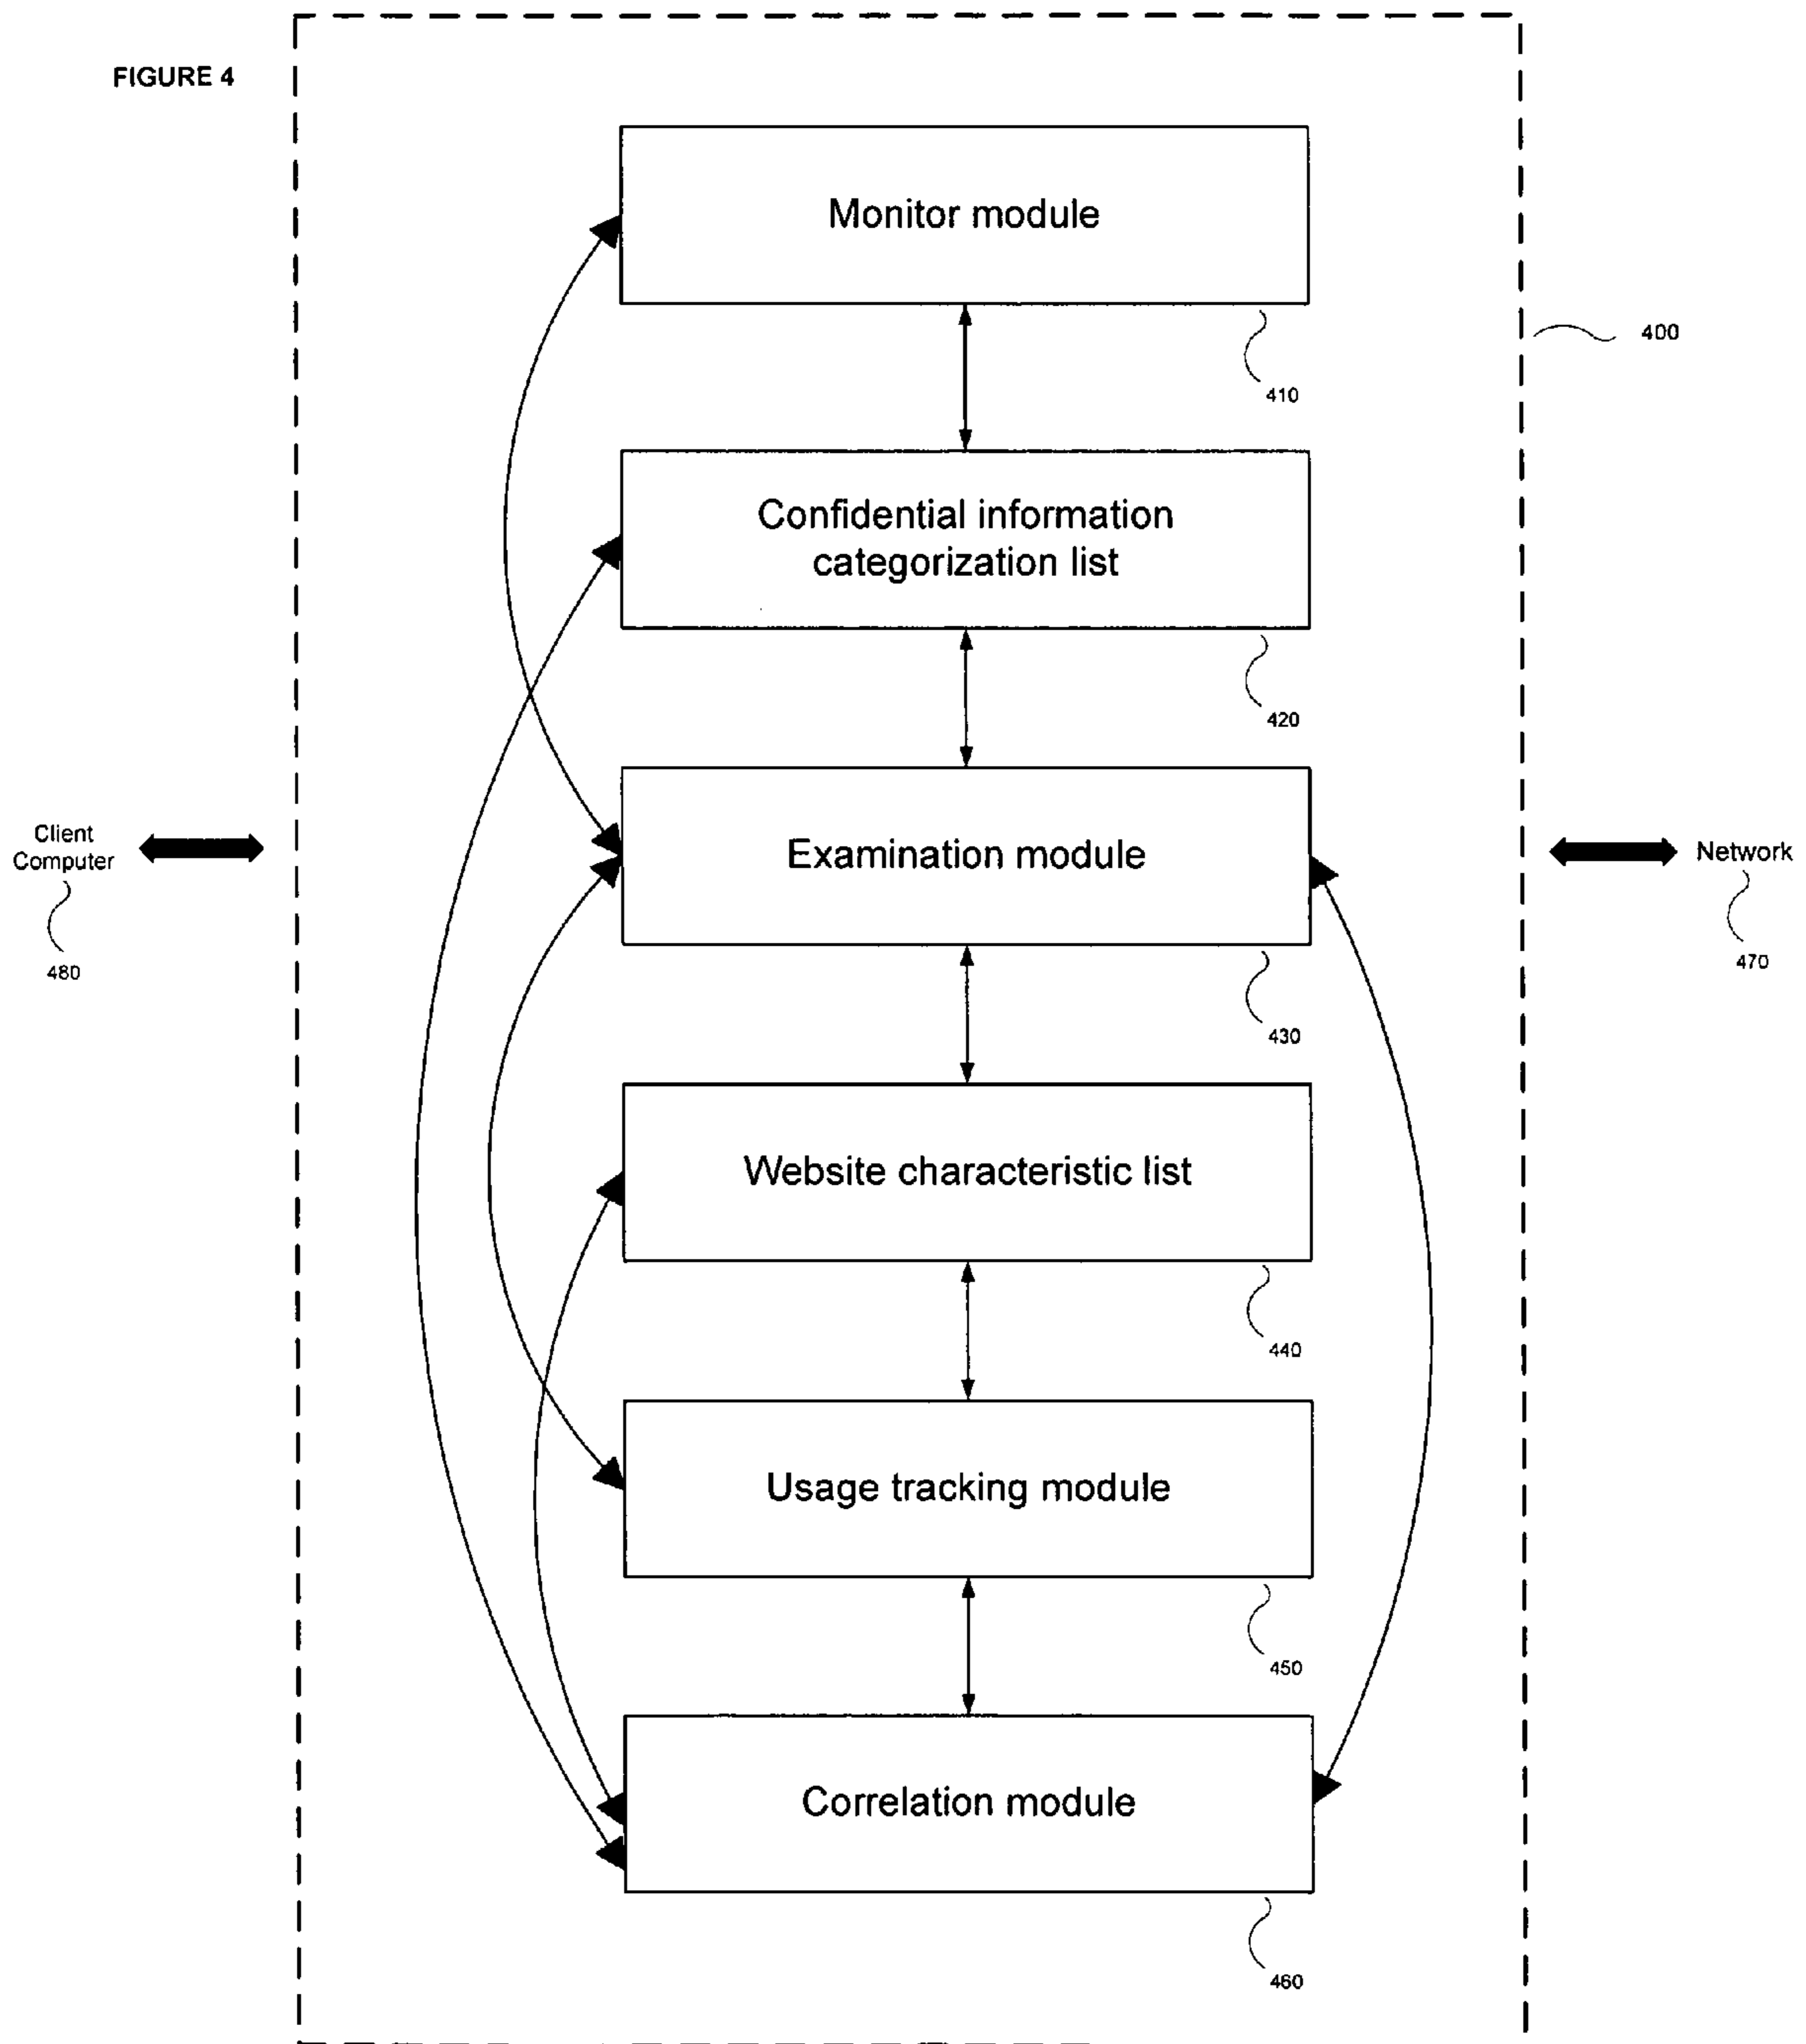 FIGURE 4
Monitor module
400
410
Confidential information
categorization list
420
Client
Computer
480
Examination module
Network
470
430
Website characteristic list
440
Usage tracking module
450
Correlation module
460